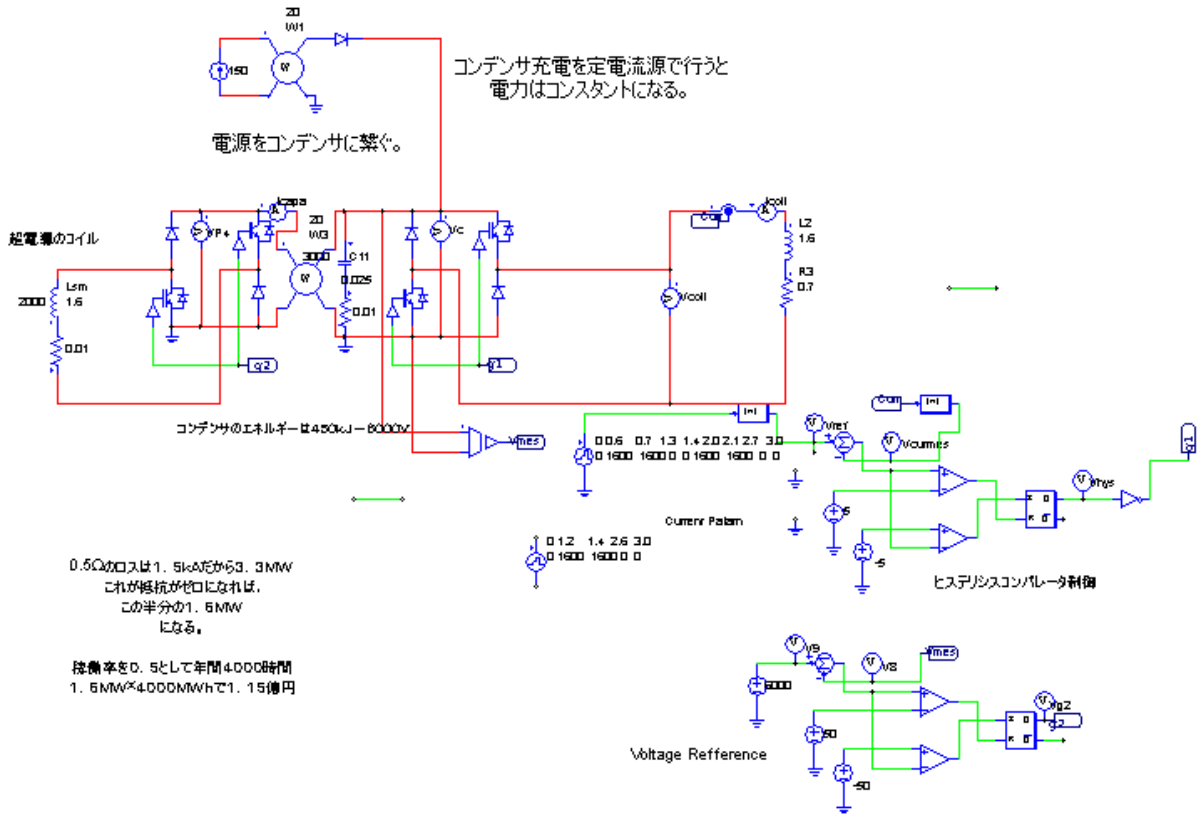 20
W1
W
150
コンデンサ充電を定電流源で行うと
電力はコンスタントになる。
電源をコンデンサに繋ぐ。
超電導のコイル
2000
Lsm
1.6
0.01
VP4
Icapa
A
20
W3
3000
W
C11
0.025
0.01
V
Vc
g2
g1
Curr
Icoil
A
L2
1.6
R3
0.7
V
Vcoil
コンデンサのエネルギーは450kJ-6000V
Vmes
0 0.6 0.7 1.3 1.4 2.0 2.1 2.7 3.0
0 1600 1600 0 0 1600 1600 0 0
Current Patarn
0 1.2 1.4 2.6 3.0
0 1600 1600 0 0
V
Vref
Curr
V
Vcurmes
5
-5
V
Vhys
g1
ヒステリシスコンパレータ制御
0.5Ωのロスは1.5kAだから3.3MW
これが抵抗がゼロになれば、
この半分の1.6MW
になる。
稼働率を0.5として年間4000時間
1.6MW×4000MWhで1.15億円
V
V9
V
V8
Vmes
6000
50
-50
V
Vg2
g2
Voltage Refference